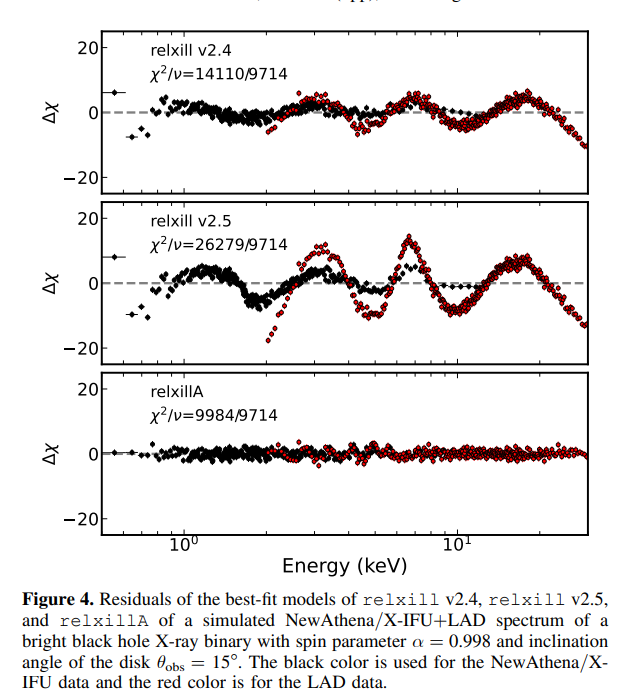 20
0
−20
Δχ
relxill v2.4
χ²/ν=14110/9714
20
0
−20
Δχ
relxill v2.5
χ²/ν=26279/9714
20
0
−20
Δχ
relxillA
χ²/ν=9984/9714
10⁰ 10¹
Energy (keV)
Figure 4. Residuals of the best-fit models of relxill v2.4, relxill v2.5,
and relxillA of a simulated NewAthena/X-IFU+LAD spectrum of a
bright black hole X-ray binary with spin parameter α = 0.998 and inclination
angle of the disk θobs = 15°. The black color is used for the NewAthena/X-
IFU data and the red color is for the LAD data.